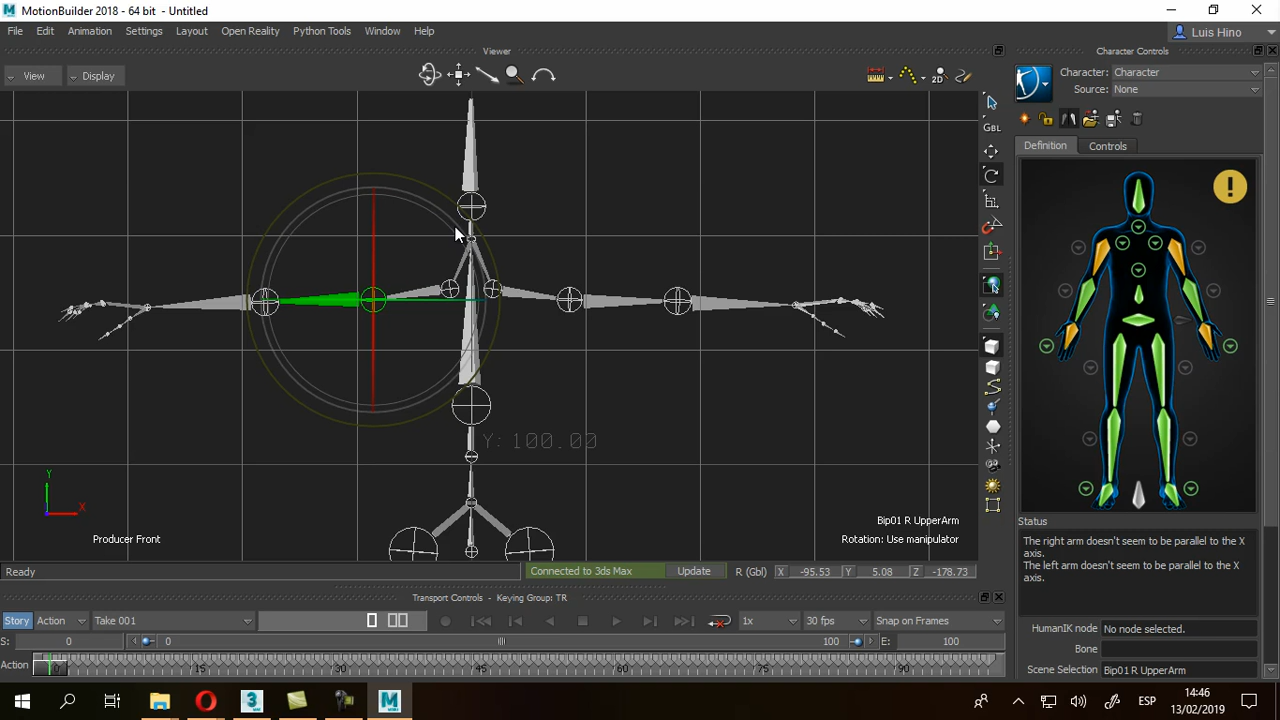 MotionBuilder 2018 - 64 bit - Untitled
File Edit Animation Settings Layout Open Reality Python Tools Window Help
Luis Hino
Viewer
Character Controls
View Display
2D
Character: Character
Source: None
GBL
Definition Controls
Y: 100.00
Y
X
Producer Front
Bip01 R UpperArm
Rotation: Use manipulator
Status
The right arm doesn't seem to be parallel to the X
axis.
The left arm doesn't seem to be parallel to the X
axis.
Ready
Connected to 3ds Max Update R (Gbl) X -95.53 Y 5.08 Z -178.73
Transport Controls - Keying Group: TR
Story Action Take 001 1x 30 fps Snap on Frames
S: 0 0 100 E: 100
Action 0 15 30 45 60 75 90
HumanIK node No node selected.
Bone
Scene Selection Bip01 R UpperArm
ESP
14:46
13/02/2019